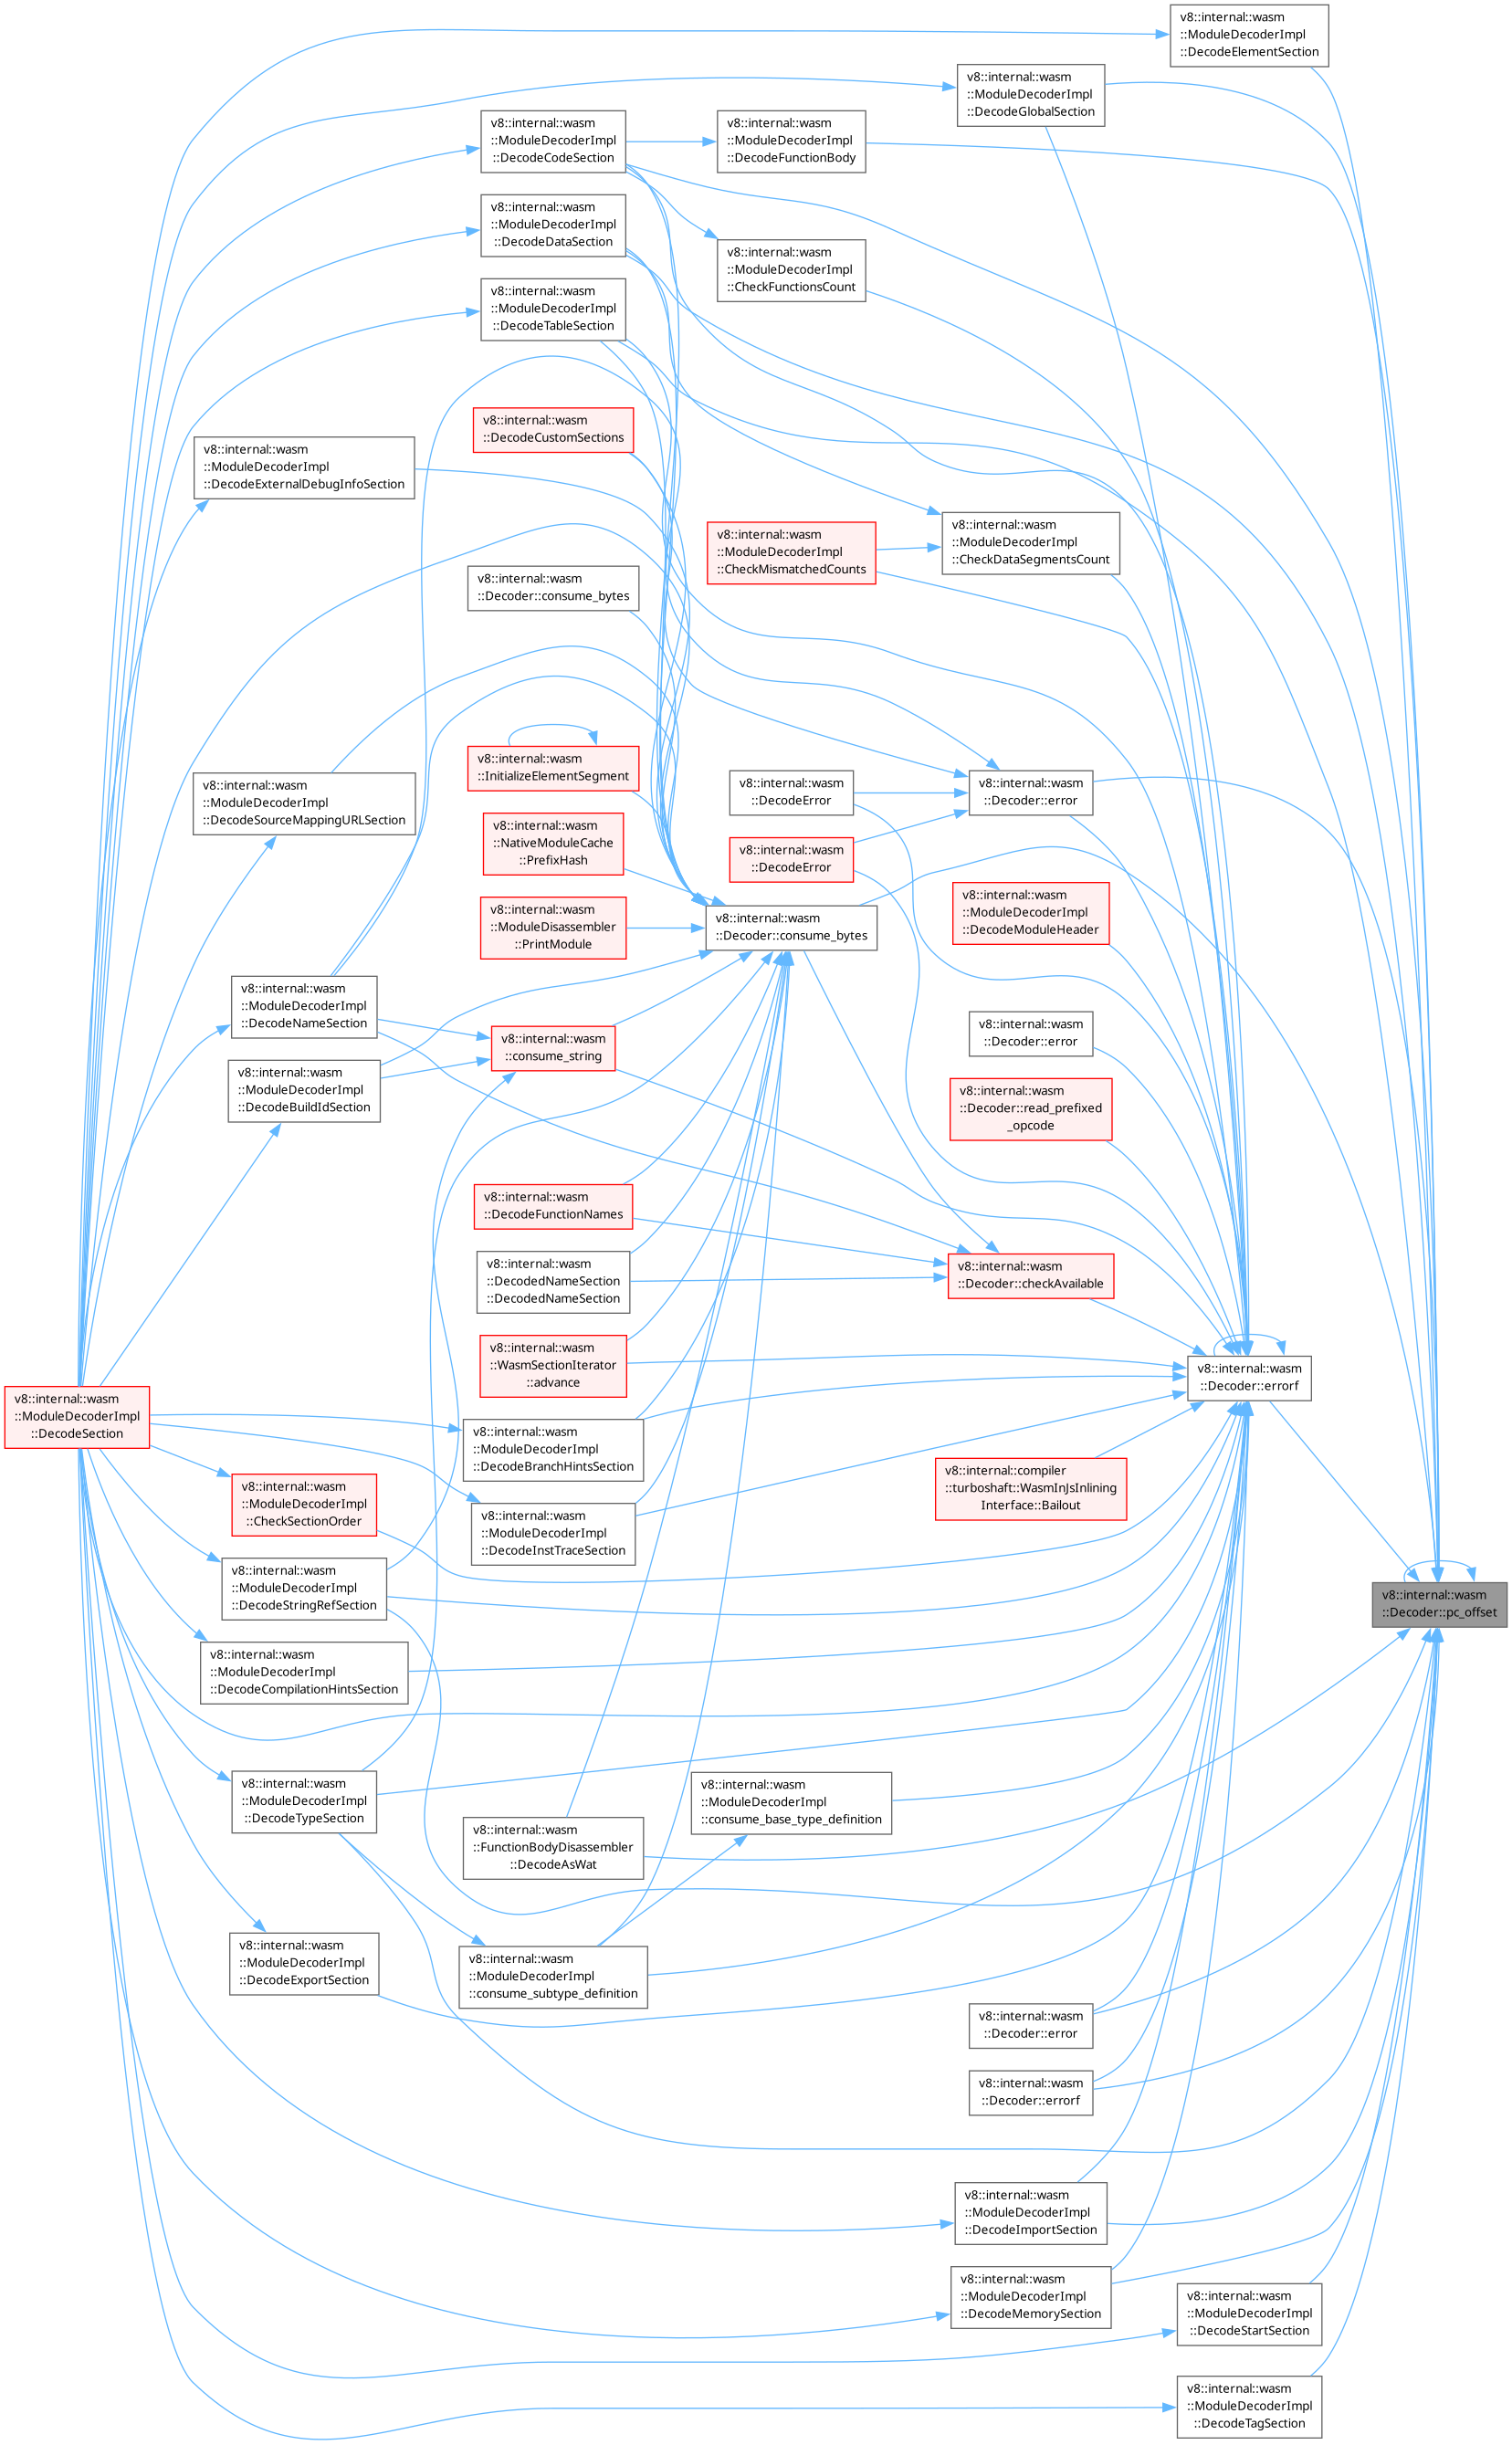 v8::internal::wasm
::ModuleDecoderImpl
::DecodeElementSection
v8::internal::wasm
::ModuleDecoderImpl
::DecodeGlobalSection
v8::internal::wasm
::ModuleDecoderImpl
::DecodeCodeSection
v8::internal::wasm
::ModuleDecoderImpl
::DecodeFunctionBody
v8::internal::wasm
::ModuleDecoderImpl
::DecodeDataSection
v8::internal::wasm
::ModuleDecoderImpl
::CheckFunctionsCount
v8::internal::wasm
::ModuleDecoderImpl
::DecodeTableSection
v8::internal::wasm
::DecodeCustomSections
v8::internal::wasm
::ModuleDecoderImpl
::DecodeExternalDebugInfoSection
v8::internal::wasm
::ModuleDecoderImpl
::CheckMismatchedCounts
v8::internal::wasm
::ModuleDecoderImpl
::CheckDataSegmentsCount
v8::internal::wasm
::Decoder::consume_bytes
v8::internal::wasm
::InitializeElementSegment
v8::internal::wasm
::ModuleDecoderImpl
::DecodeSourceMappingURLSection
v8::internal::wasm
::DecodeError
v8::internal::wasm
::Decoder::error
v8::internal::wasm
::NativeModuleCache
::PrefixHash
v8::internal::wasm
::DecodeError
v8::internal::wasm
::ModuleDecoderImpl
::DecodeModuleHeader
v8::internal::wasm
::ModuleDisassembler
::PrintModule
v8::internal::wasm
::Decoder::consume_bytes
v8::internal::wasm
::ModuleDecoderImpl
::DecodeNameSection
v8::internal::wasm
::consume_string
v8::internal::wasm
::Decoder::error
v8::internal::wasm
::ModuleDecoderImpl
::DecodeBuildIdSection
v8::internal::wasm
::Decoder::read_prefixed
_opcode
v8::internal::wasm
::DecodeFunctionNames
v8::internal::wasm
::DecodedNameSection
::DecodedNameSection
v8::internal::wasm
::Decoder::checkAvailable
v8::internal::wasm
::WasmSectionIterator
::advance
v8::internal::wasm
::Decoder::errorf
v8::internal::wasm
::ModuleDecoderImpl
::DecodeSection
v8::internal::wasm
::ModuleDecoderImpl
::DecodeBranchHintsSection
v8::internal::compiler
::turboshaft::WasmInJsInlining
Interface::Bailout
v8::internal::wasm
::ModuleDecoderImpl
::CheckSectionOrder
v8::internal::wasm
::ModuleDecoderImpl
::DecodeInstTraceSection
v8::internal::wasm
::ModuleDecoderImpl
::DecodeStringRefSection
v8::internal::wasm
::Decoder::pc_offset
v8::internal::wasm
::ModuleDecoderImpl
::DecodeCompilationHintsSection
v8::internal::wasm
::ModuleDecoderImpl
::DecodeTypeSection
v8::internal::wasm
::ModuleDecoderImpl
::consume_base_type_definition
v8::internal::wasm
::FunctionBodyDisassembler
::DecodeAsWat
v8::internal::wasm
::ModuleDecoderImpl
::DecodeExportSection
v8::internal::wasm
::ModuleDecoderImpl
::consume_subtype_definition
v8::internal::wasm
::Decoder::error
v8::internal::wasm
::Decoder::errorf
v8::internal::wasm
::ModuleDecoderImpl
::DecodeImportSection
v8::internal::wasm
::ModuleDecoderImpl
::DecodeMemorySection
v8::internal::wasm
::ModuleDecoderImpl
::DecodeStartSection
v8::internal::wasm
::ModuleDecoderImpl
::DecodeTagSection